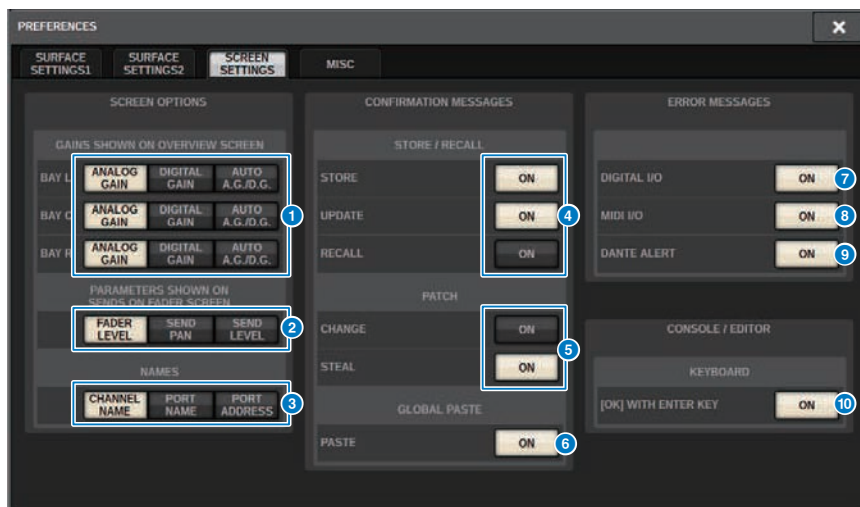 PREFERENCES
SURFACE SETTINGS1
SURFACE SETTINGS2
SCREEN SETTINGS
MISC
SCREEN OPTIONS
GAINS SHOWN ON OVERVIEW SCREEN
BAY L ANALOG GAIN DIGITAL GAIN AUTO A.G./D.G.
BAY C ANALOG GAIN DIGITAL GAIN AUTO A.G./D.G. 1
BAY R ANALOG GAIN DIGITAL GAIN AUTO A.G./D.G.
PARAMETERS SHOWN ON
SENDS ON FADER SCREEN
FADER LEVEL SEND PAN SEND LEVEL 2
NAMES
CHANNEL NAME PORT NAME PORT ADDRESS 3
CONFIRMATION MESSAGES
STORE / RECALL
STORE ON
UPDATE ON 4
RECALL ON
PATCH
CHANGE ON
5
STEAL ON
GLOBAL PASTE
PASTE ON 6
ERROR MESSAGES
DIGITAL I/O ON 7
MIDI I/O ON 8
DANTE ALERT ON 9
CONSOLE / EDITOR
KEYBOARD
[OK] WITH ENTER KEY ON 10